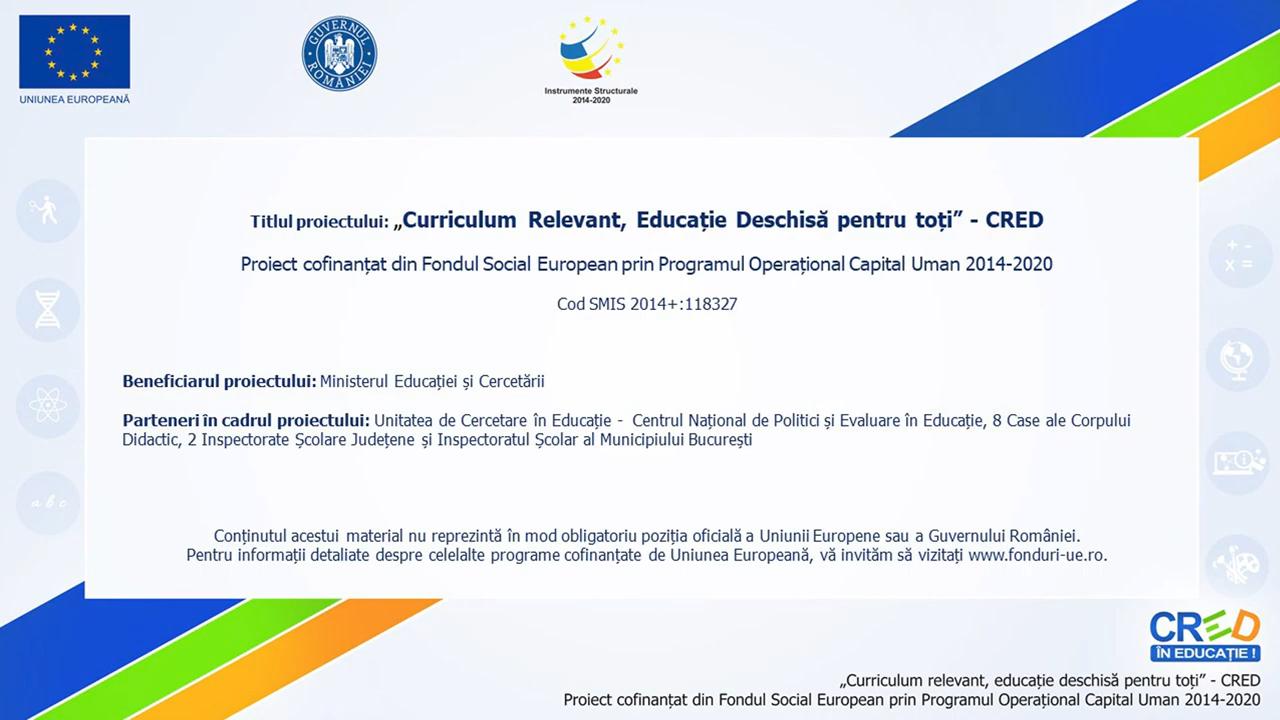 UNIUNEA EUROPEANĂ
GUVERNUL ROMÂNIEI
Instrumente Structurale
2014-2020
Titlul proiectului: „Curriculum Relevant, Educație Deschisă pentru toți” - CRED
Proiect cofinanțat din Fondul Social European prin Programul Operațional Capital Uman 2014-2020
Cod SMIS 2014+:118327
Beneficiarul proiectului: Ministerul Educației și Cercetării
Parteneri în cadrul proiectului: Unitatea de Cercetare în Educație - Centrul Național de Politici și Evaluare în Educație, 8 Case ale Corpului
Didactic, 2 Inspectorate Școlare Județene și Inspectoratul Școlar al Municipiului București
a b c
+ -
x =
Conținutul acestui material nu reprezintă în mod obligatoriu poziția oficială a Uniunii Europene sau a Guvernului României.
Pentru informații detaliate despre celelalte programe cofinanțate de Uniunea Europeană, vă invităm să vizitați www.fonduri-ue.ro.
CRED
ÎN EDUCAȚIE !
„Curriculum relevant, educație deschisă pentru toți” - CRED
Proiect cofinanțat din Fondul Social European prin Programul Operațional Capital Uman 2014-2020